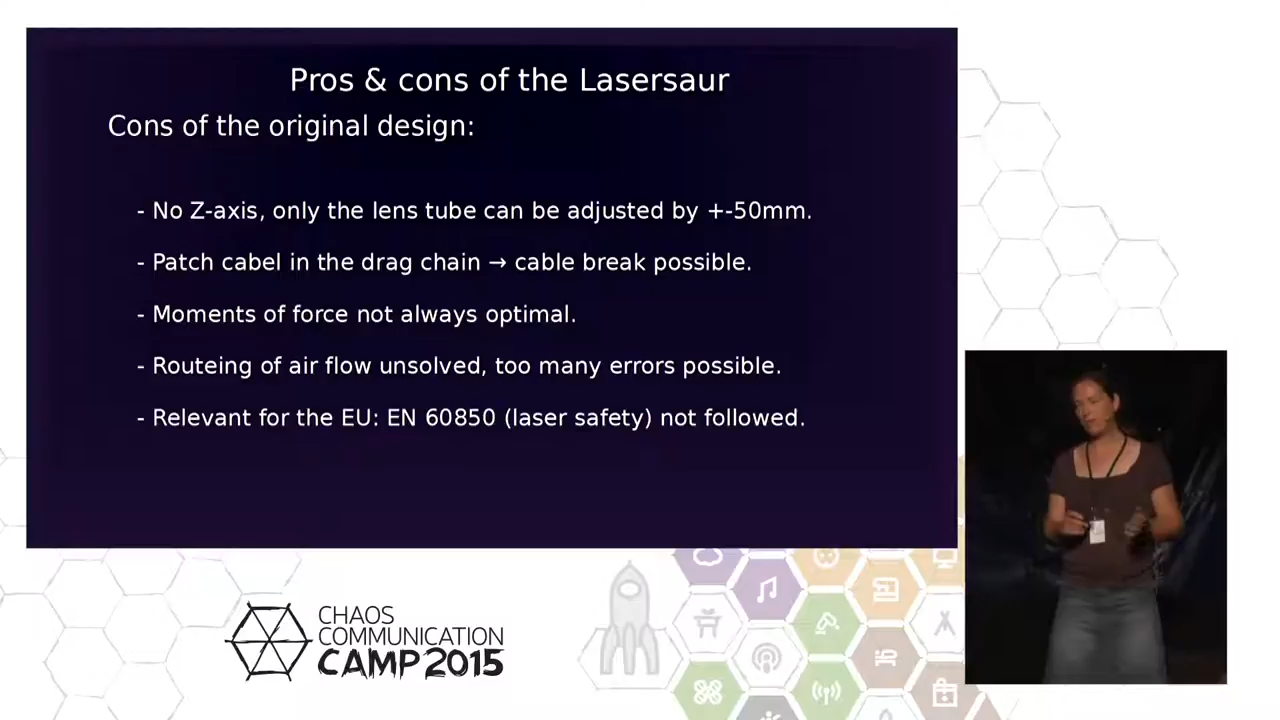 Pros & cons of the Lasersaur
Cons of the original design:
- No Z-axis, only the lens tube can be adjusted by +-50mm.
- Patch cabel in the drag chain → cable break possible.
- Moments of force not always optimal.
- Routeing of air flow unsolved, too many errors possible.
- Relevant for the EU: EN 60850 (laser safety) not followed.
CHAOS
COMMUNICATION
CAMP 2015